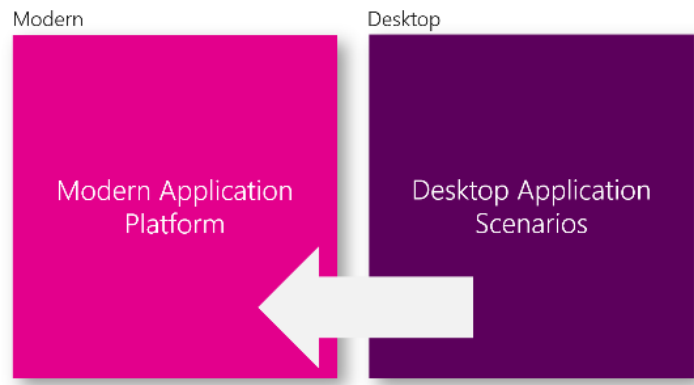 Modern
Desktop
Modern Application
Platform
Desktop Application
Scenarios